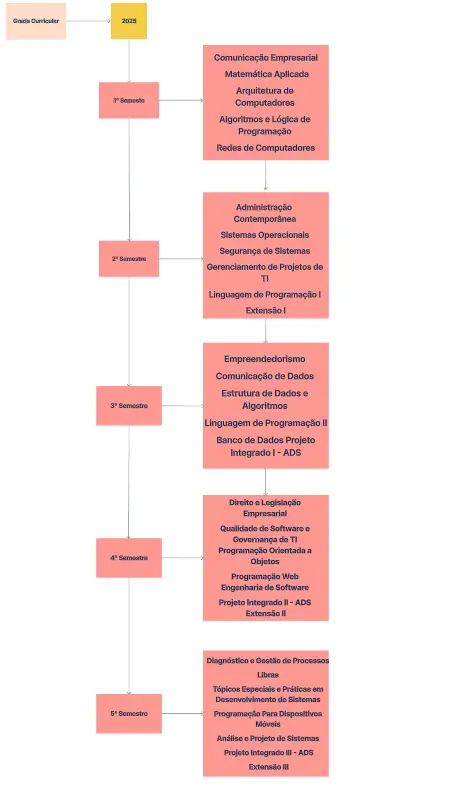 Grada Curricular
2025
1º Semesto
Comunicação Empresarial
Matemática Aplicada
Arquitetura de
Computadores
Algoritmos e Lógica de
Programação
Redes de Computadores
2º Semestre
Administração
Contemporânea
Sistemas Operacionais
Segurança de Sistemas
Gerenciamento de Projetos de
TI
Linguagem de Programação I
Extensão I
3º Semestre
Empreendedorismo
Comunicação de Dados
Estrutura de Dados e
Algoritmos
Linguagem de Programação II
Banco de Dados Projeto
Integrado I - ADS
4º Semestre
Direito e Legislação
Empresarial
Qualidade de Software e
Governança de TI
Programação Orientada a
Objetos
Programação Web
Engenharia de Software
Projeto Integrado II - ADS
Extensão II
5º Semestro
Diagnóstico e Gestão de Processos
Libras
Tópicos Especiais e Práticas em
Desenvolvimento de Sistemas
Programação Para Dispositivos
Móveis
Análise e Projeto de Sistemas
Projeto Integrado III - ADS
Extensão III